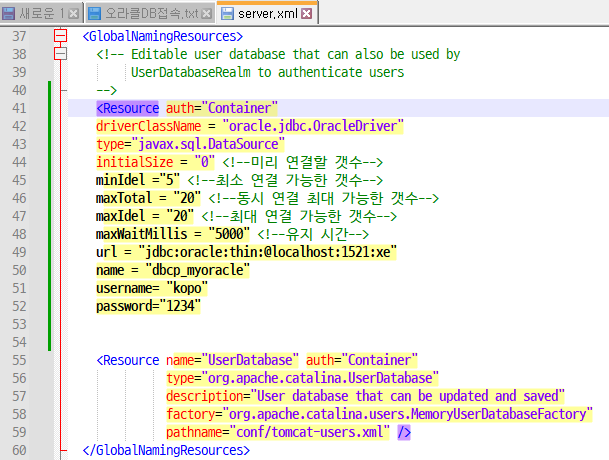 새로운 1 오라클DB접속.txt server.xml
37 <GlobalNamingResources>
38 <!-- Editable user database that can also be used by
39 UserDatabaseRealm to authenticate users
40 -->
41 <Resource auth="Container"
42 driverClassName = "oracle.jdbc.OracleDriver"
43 type="javax.sql.DataSource"
44 initialSize = "0" <!--미리 연결할 갯수-->
45 minIdel ="5" <!--최소 연결 가능한 갯수-->
46 maxTotal = "20" <!--동시 연결 최대 가능한 갯수-->
47 maxIdel = "20" <!--최대 연결 가능한 갯수-->
48 maxWaitMillis = "5000" <!--유지 시간-->
49 url = "jdbc:oracle:thin:@localhost:1521:xe"
50 name = "dbcp_myoracle"
51 username= "kopo"
52 password="1234"
53
54
55 <Resource name="UserDatabase" auth="Container"
56 type="org.apache.catalina.UserDatabase"
57 description="User database that can be updated and saved"
58 factory="org.apache.catalina.users.MemoryUserDatabaseFactory"
59 pathname="conf/tomcat-users.xml" />
60 </GlobalNamingResources>